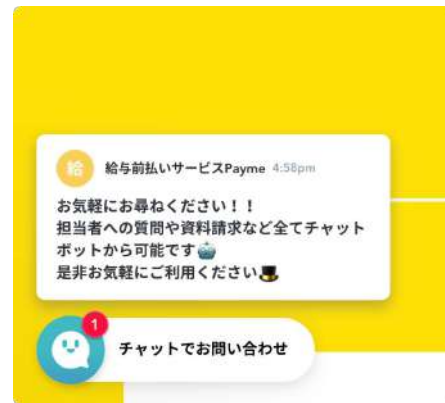 給
給与前払いサービスPayme 4:58pm
お気軽にお尋ねください！！
担当者への質問や資料請求など全てチャット
ボットから可能です🤖
是非お気軽にご利用ください🎩
1
チャットでお問い合わせ